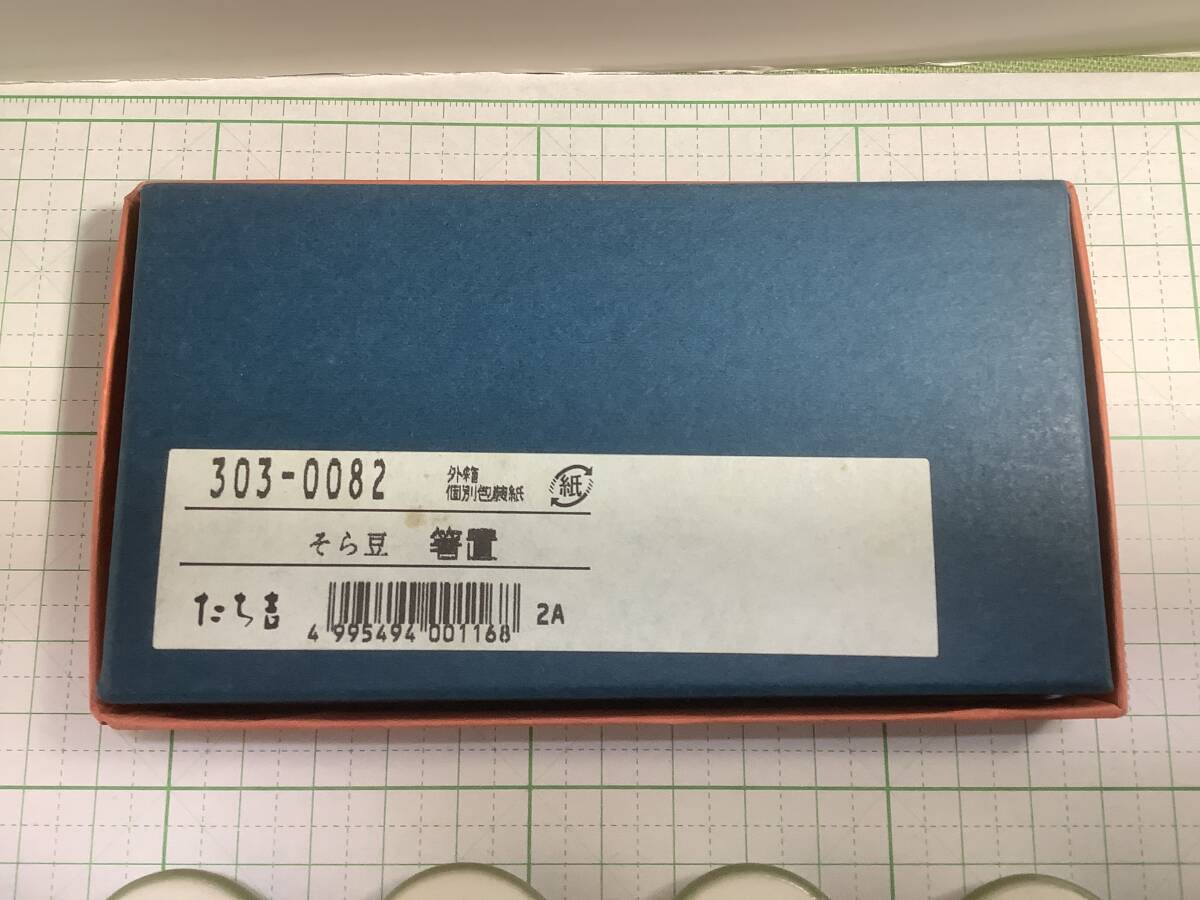 303-0082
外箱
個別包装紙
紙
そら豆 箸置
たち吉
4 995494 001168
2A